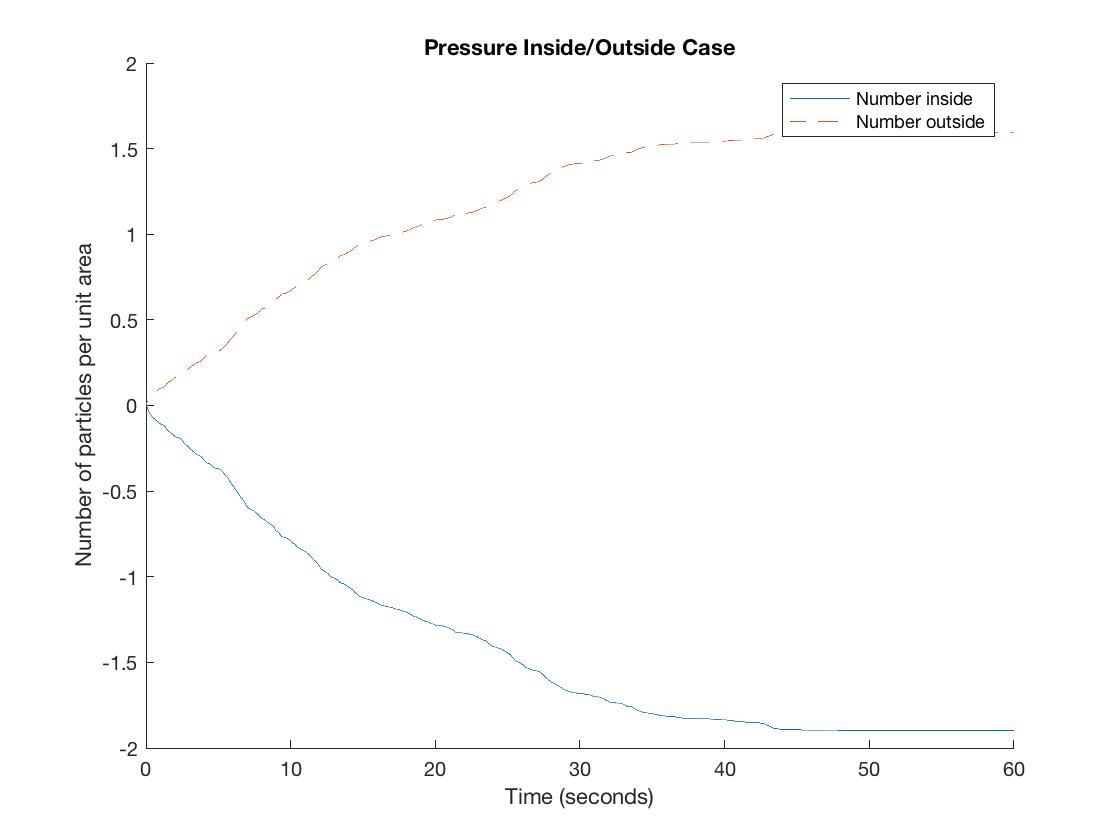 Pressure Inside/Outside Case
Number inside
Number outside
Number of particles per unit area
2
1.5
1
0.5
0
-0.5
-1
-1.5
-2
0 10 20 30 40 50 60
Time (seconds)